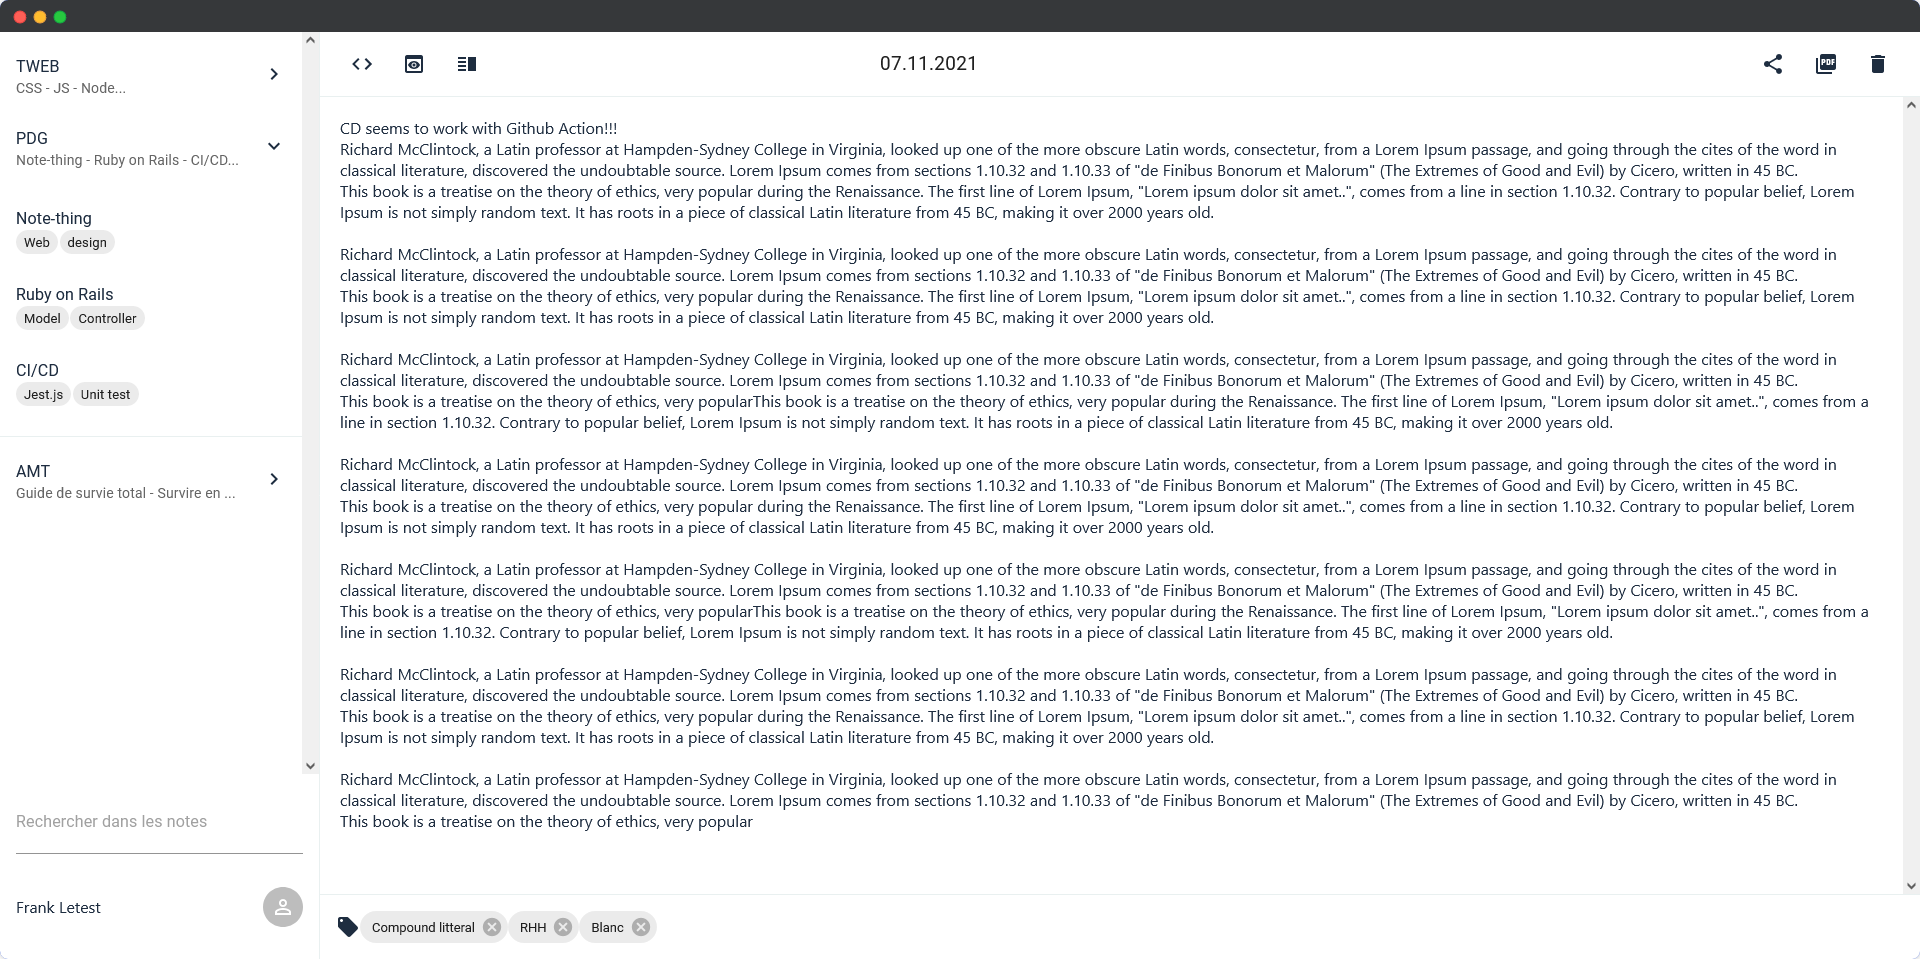 TWEB
CSS - JS - Node...
PDG
Note-thing - Ruby on Rails - CI/CD...
Note-thing
Web design
Ruby on Rails
Model Controller
CI/CD
Jest.js Unit test
AMT
Guide de survie total - Survire en ...
Rechercher dans les notes
Frank Letest
07.11.2021
PDF
CD seems to work with Github Action!!!
Richard McClintock, a Latin professor at Hampden-Sydney College in Virginia, looked up one of the more obscure Latin words, consectetur, from a Lorem Ipsum passage, and going through the cites of the word in
classical literature, discovered the undoubtable source. Lorem Ipsum comes from sections 1.10.32 and 1.10.33 of "de Finibus Bonorum et Malorum" (The Extremes of Good and Evil) by Cicero, written in 45 BC.
This book is a treatise on the theory of ethics, very popular during the Renaissance. The first line of Lorem Ipsum, "Lorem ipsum dolor sit amet..", comes from a line in section 1.10.32. Contrary to popular belief, Lorem
Ipsum is not simply random text. It has roots in a piece of classical Latin literature from 45 BC, making it over 2000 years old.
Richard McClintock, a Latin professor at Hampden-Sydney College in Virginia, looked up one of the more obscure Latin words, consectetur, from a Lorem Ipsum passage, and going through the cites of the word in
classical literature, discovered the undoubtable source. Lorem Ipsum comes from sections 1.10.32 and 1.10.33 of "de Finibus Bonorum et Malorum" (The Extremes of Good and Evil) by Cicero, written in 45 BC.
This book is a treatise on the theory of ethics, very popular during the Renaissance. The first line of Lorem Ipsum, "Lorem ipsum dolor sit amet..", comes from a line in section 1.10.32. Contrary to popular belief, Lorem
Ipsum is not simply random text. It has roots in a piece of classical Latin literature from 45 BC, making it over 2000 years old.
Richard McClintock, a Latin professor at Hampden-Sydney College in Virginia, looked up one of the more obscure Latin words, consectetur, from a Lorem Ipsum passage, and going through the cites of the word in
classical literature, discovered the undoubtable source. Lorem Ipsum comes from sections 1.10.32 and 1.10.33 of "de Finibus Bonorum et Malorum" (The Extremes of Good and Evil) by Cicero, written in 45 BC.
This book is a treatise on the theory of ethics, very popularThis book is a treatise on the theory of ethics, very popular during the Renaissance. The first line of Lorem Ipsum, "Lorem ipsum dolor sit amet..", comes from a
line in section 1.10.32. Contrary to popular belief, Lorem Ipsum is not simply random text. It has roots in a piece of classical Latin literature from 45 BC, making it over 2000 years old.
Richard McClintock, a Latin professor at Hampden-Sydney College in Virginia, looked up one of the more obscure Latin words, consectetur, from a Lorem Ipsum passage, and going through the cites of the word in
classical literature, discovered the undoubtable source. Lorem Ipsum comes from sections 1.10.32 and 1.10.33 of "de Finibus Bonorum et Malorum" (The Extremes of Good and Evil) by Cicero, written in 45 BC.
This book is a treatise on the theory of ethics, very popular during the Renaissance. The first line of Lorem Ipsum, "Lorem ipsum dolor sit amet..", comes from a line in section 1.10.32. Contrary to popular belief, Lorem
Ipsum is not simply random text. It has roots in a piece of classical Latin literature from 45 BC, making it over 2000 years old.
Richard McClintock, a Latin professor at Hampden-Sydney College in Virginia, looked up one of the more obscure Latin words, consectetur, from a Lorem Ipsum passage, and going through the cites of the word in
classical literature, discovered the undoubtable source. Lorem Ipsum comes from sections 1.10.32 and 1.10.33 of "de Finibus Bonorum et Malorum" (The Extremes of Good and Evil) by Cicero, written in 45 BC.
This book is a treatise on the theory of ethics, very popularThis book is a treatise on the theory of ethics, very popular during the Renaissance. The first line of Lorem Ipsum, "Lorem ipsum dolor sit amet..", comes from a
line in section 1.10.32. Contrary to popular belief, Lorem Ipsum is not simply random text. It has roots in a piece of classical Latin literature from 45 BC, making it over 2000 years old.
Richard McClintock, a Latin professor at Hampden-Sydney College in Virginia, looked up one of the more obscure Latin words, consectetur, from a Lorem Ipsum passage, and going through the cites of the word in
classical literature, discovered the undoubtable source. Lorem Ipsum comes from sections 1.10.32 and 1.10.33 of "de Finibus Bonorum et Malorum" (The Extremes of Good and Evil) by Cicero, written in 45 BC.
This book is a treatise on the theory of ethics, very popular during the Renaissance. The first line of Lorem Ipsum, "Lorem ipsum dolor sit amet..", comes from a line in section 1.10.32. Contrary to popular belief, Lorem
Ipsum is not simply random text. It has roots in a piece of classical Latin literature from 45 BC, making it over 2000 years old.
Richard McClintock, a Latin professor at Hampden-Sydney College in Virginia, looked up one of the more obscure Latin words, consectetur, from a Lorem Ipsum passage, and going through the cites of the word in
classical literature, discovered the undoubtable source. Lorem Ipsum comes from sections 1.10.32 and 1.10.33 of "de Finibus Bonorum et Malorum" (The Extremes of Good and Evil) by Cicero, written in 45 BC.
This book is a treatise on the theory of ethics, very popular
Compound litteral RHH Blanc